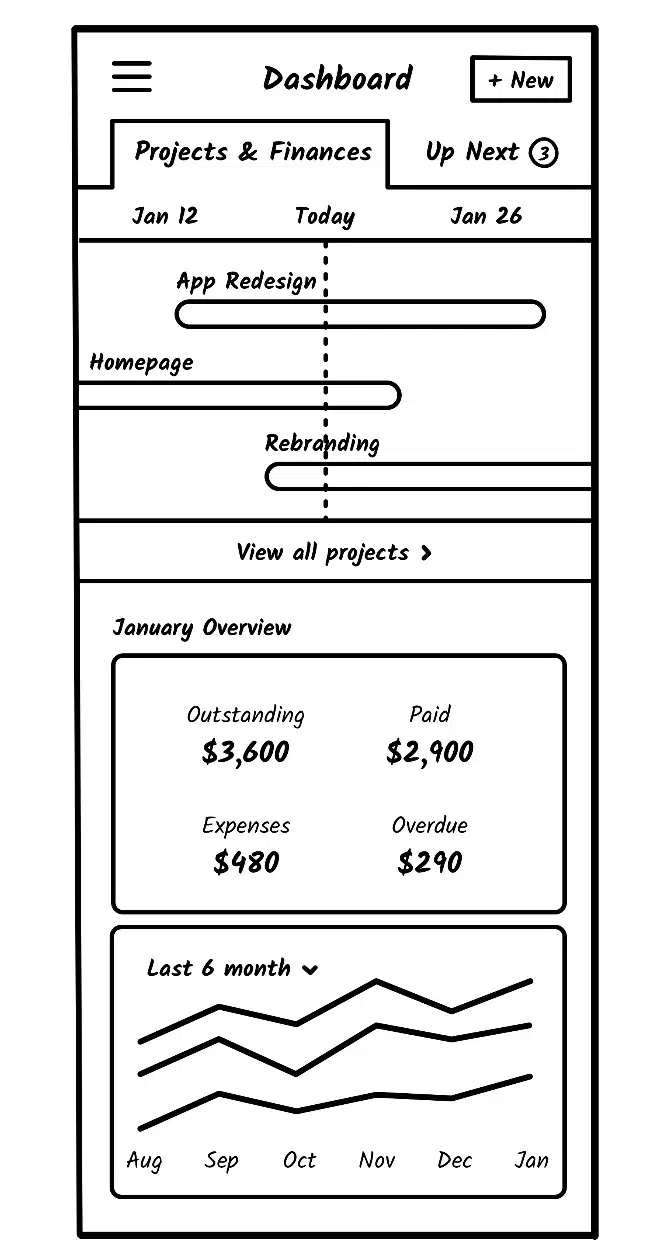 Dashboard
+ New
Projects & Finances
Up Next 3
Jan 12 Today Jan 26
App Redesign
Homepage
Rebranding
View all projects >
January Overview
Outstanding Paid
$3,600 $2,900
Expenses Overdue
$480 $290
Last 6 month
Aug Sep Oct Nov Dec Jan